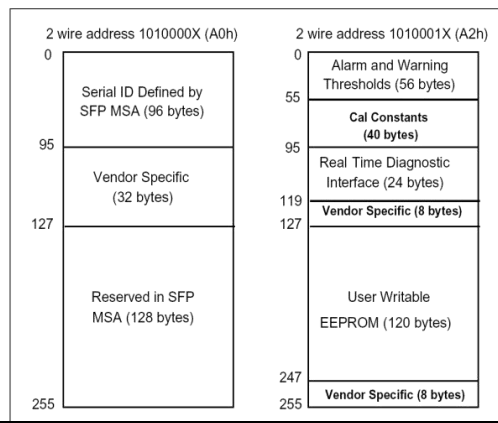 2 wire address 1010000X (A0h)
0
Serial ID Defined by
SFP MSA (96 bytes)
95
Vendor Specific
(32 bytes)
127
Reserved in SFP
MSA (128 bytes)
255
2 wire address 1010001X (A2h)
0
Alarm and Warning
Thresholds (56 bytes)
55
Cal Constants
(40 bytes)
95
Real Time Diagnostic
Interface (24 bytes)
119
Vendor Specific (8 bytes)
127
User Writable
EEPROM (120 bytes)
247
Vendor Specific (8 bytes)
255